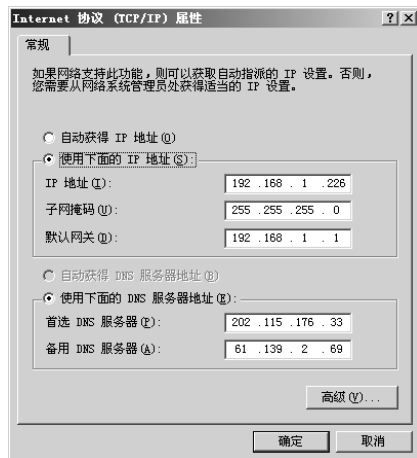 Internet 协议 (TCP/IP) 属性
常规
如果网络支持此功能，则可以获取自动指派的 IP 设置。否则，
您需要从网络系统管理员处获得适当的 IP 设置。
自动获得 IP 地址(O)
使用下面的 IP 地址(S):
IP 地址(I): 192 .168 . 1 .226
子网掩码(U): 255 .255 .255 . 0
默认网关(D): 192 .168 . 1 . 1
自动获得 DNS 服务器地址(B)
使用下面的 DNS 服务器地址(E):
首选 DNS 服务器(P): 202 .115 .176 . 33
备用 DNS 服务器(A): 61 .139 . 2 . 69
高级(V)...
确定 取消